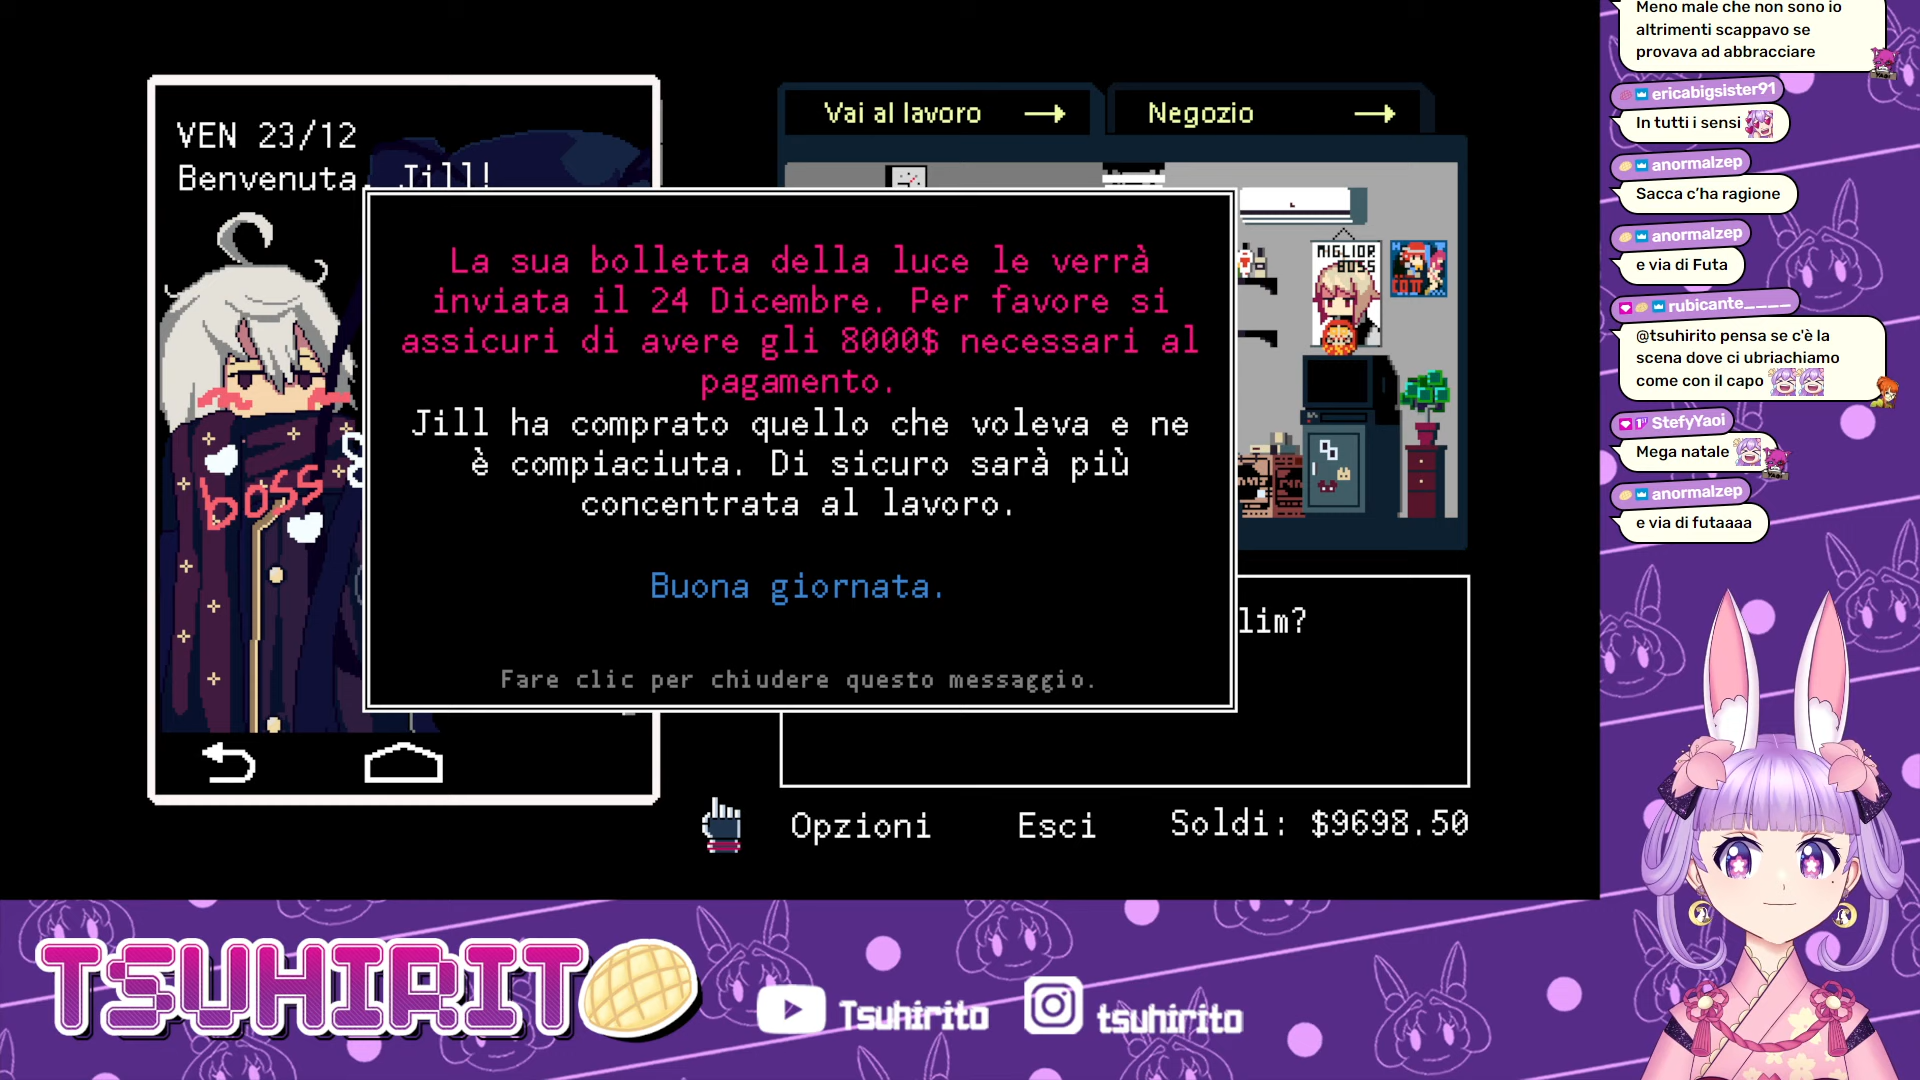 VEN 23/12
Benvenuta, Jill!
boss
Vai al lavoro
Negozio
MIGLIOR
BOSS
La sua bolletta della luce le verrà
inviata il 24 Dicembre. Per favore si
assicuri di avere gli 8000$ necessari al
pagamento.
Jill ha comprato quello che voleva e ne
è compiaciuta. Di sicuro sarà più
concentrata al lavoro.
Buona giornata.
Fare clic per chiudere questo messaggio.
lim?
Opzioni
Esci
Soldi: $9698.50
Meno male che non sono io
altrimenti scappavo se
provava ad abbracciare
ericabigsister91
In tutti i sensi
anormalzep
Sacca c'ha ragione
anormalzep
e via di Futa
rubicante____
@tsuhirito pensa se c'è la
scena dove ci ubriachiamo
come con il capo
StefyYaoi
Mega natale
anormalzep
e via di futaaaa
TSUHIRIT
Tsuhirito
tsuhirito